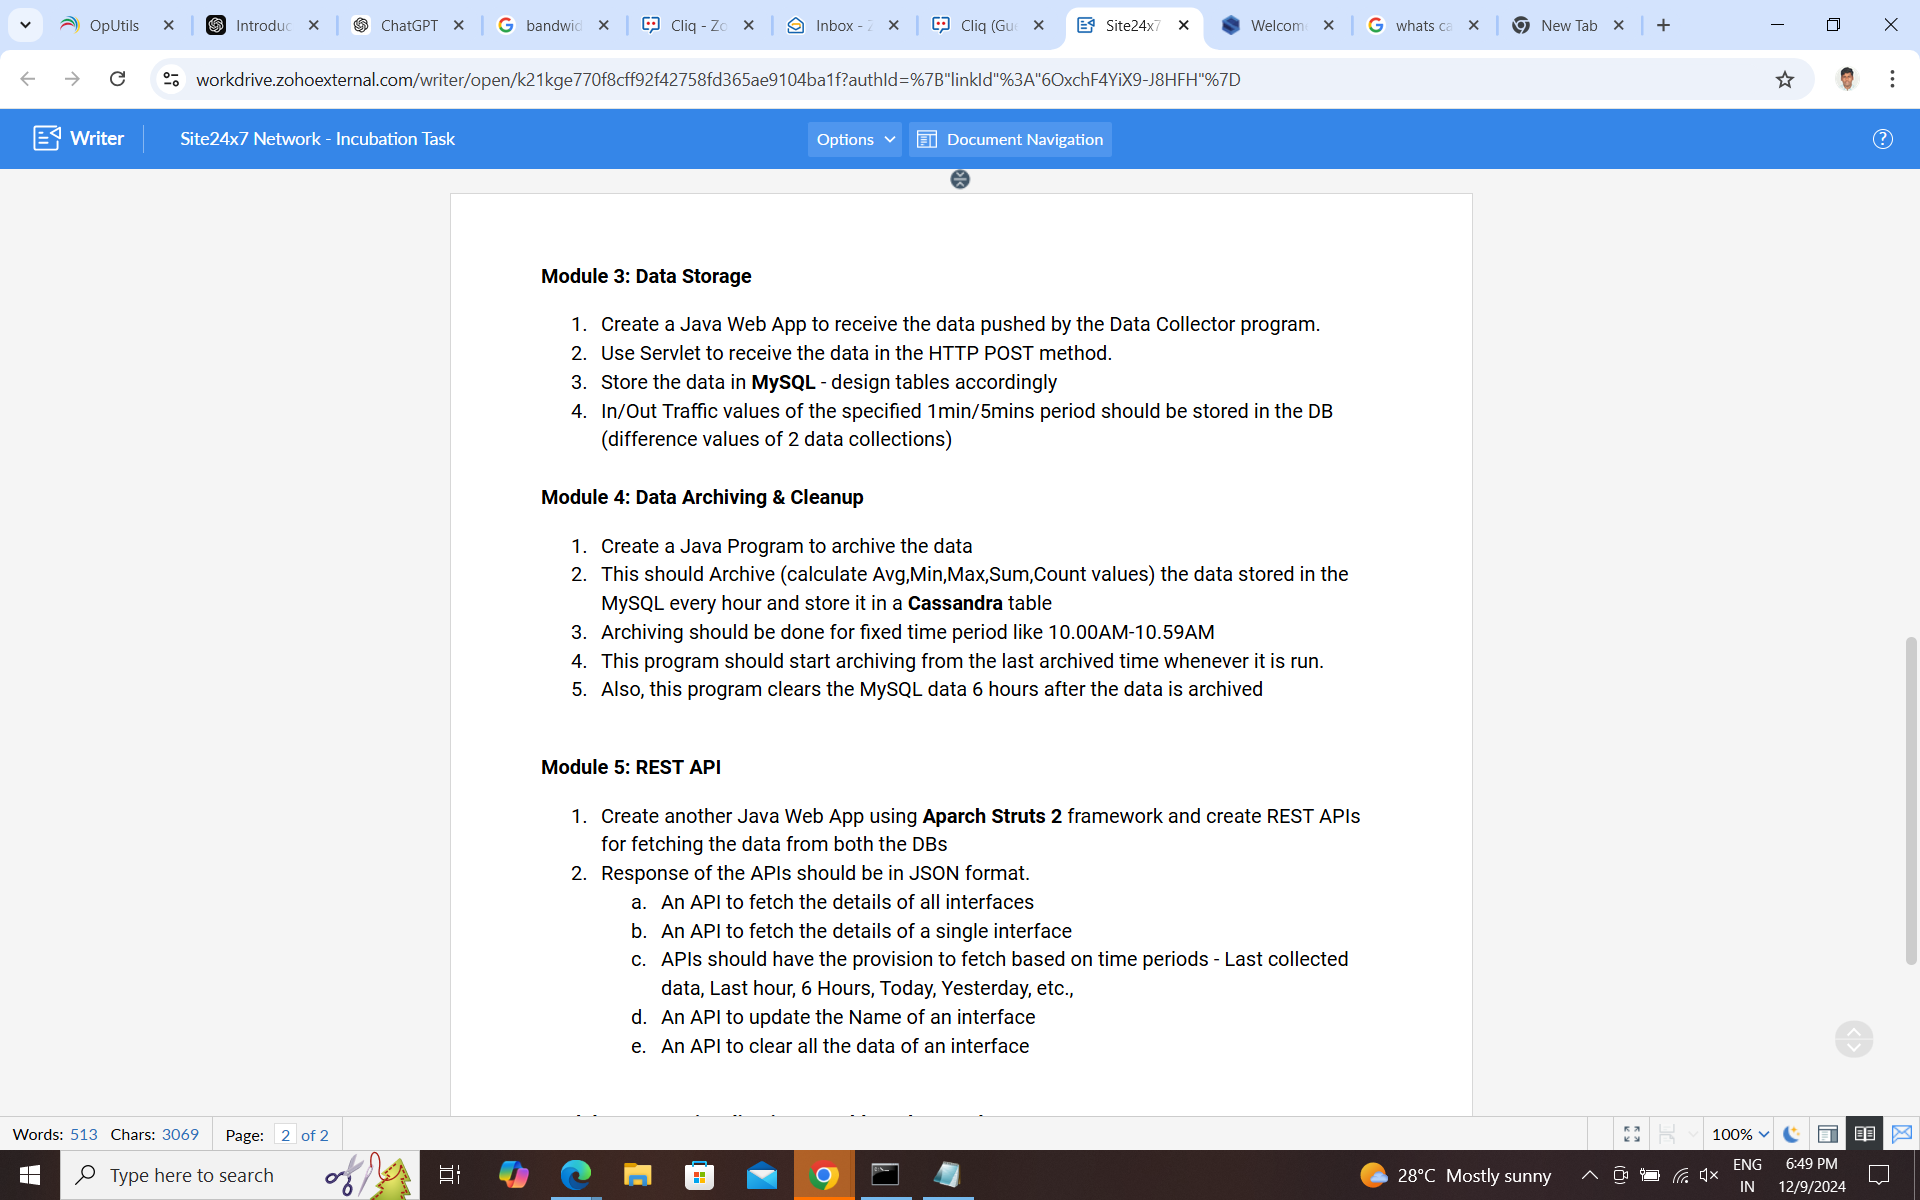 OpUtils
Introduc
ChatGPT
bandwid
Cliq - Zo
Inbox - Z
Cliq (Gue
Site24x7
Welcom
whats ca
New Tab
workdrive.zohoexternal.com/writer/open/k21kge770f8cff92f42758fd365ae9104ba1f?authId=%7B"linkId"%3A"6OxchF4YiX9-J8HFH"%7D
Writer
Site24x7 Network - Incubation Task
Options
Document Navigation
Module 3: Data Storage
1. Create a Java Web App to receive the data pushed by the Data Collector program.
2. Use Servlet to receive the data in the HTTP POST method.
3. Store the data in MySQL - design tables accordingly
4. In/Out Traffic values of the specified 1min/5mins period should be stored in the DB
(difference values of 2 data collections)
Module 4: Data Archiving & Cleanup
1. Create a Java Program to archive the data
2. This should Archive (calculate Avg,Min,Max,Sum,Count values) the data stored in the
MySQL every hour and store it in a Cassandra table
3. Archiving should be done for fixed time period like 10.00AM-10.59AM
4. This program should start archiving from the last archived time whenever it is run.
5. Also, this program clears the MySQL data 6 hours after the data is archived
Module 5: REST API
1. Create another Java Web App using Aparch Struts 2 framework and create REST APIs
for fetching the data from both the DBs
2. Response of the APIs should be in JSON format.
a. An API to fetch the details of all interfaces
b. An API to fetch the details of a single interface
c. APIs should have the provision to fetch based on time periods - Last collected
data, Last hour, 6 Hours, Today, Yesterday, etc.,
d. An API to update the Name of an interface
e. An API to clear all the data of an interface
Words: 513 Chars: 3069 Page: 2 of 2
100%
Type here to search
28°C Mostly sunny
ENG
IN
6:49 PM
12/9/2024